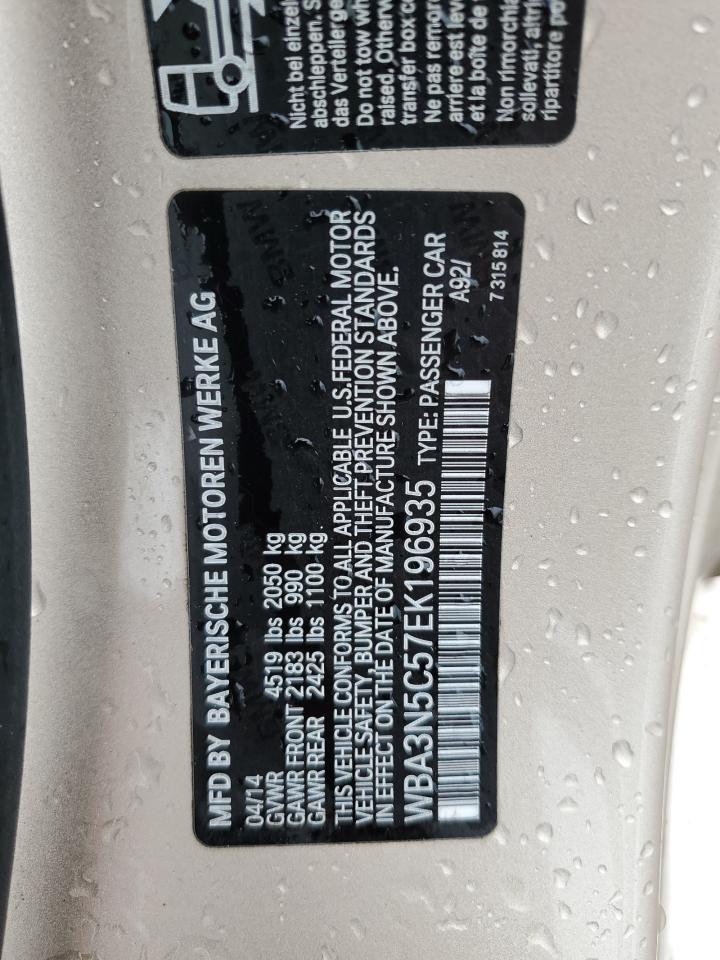 Nicht bei einzel
abschleppen. S
das Verteilerge
Do not tow wh
raised. Otherw
transfer box co
Ne pas remor
arrière est leve
et la boîte de
Non rimorchia
sollevati, altri
ripartitore po
MFD BY BAYERISCHE MOTOREN WERKE AG
04/14
GVWR 4519 lbs 2050 kg
GAWR FRONT 2183 lbs 990 kg
GAWR REAR 2425 lbs 1100 kg
THIS VEHICLE CONFORMS TO ALL APPLICABLE U.S. FEDERAL MOTOR
VEHICLE SAFETY, BUMPER AND THEFT PREVENTION STANDARDS
IN EFFECT ON THE DATE OF MANUFACTURE SHOWN ABOVE.
WBA3N5C57EK196935 TYPE: PASSENGER CAR
A92/
7 315 814